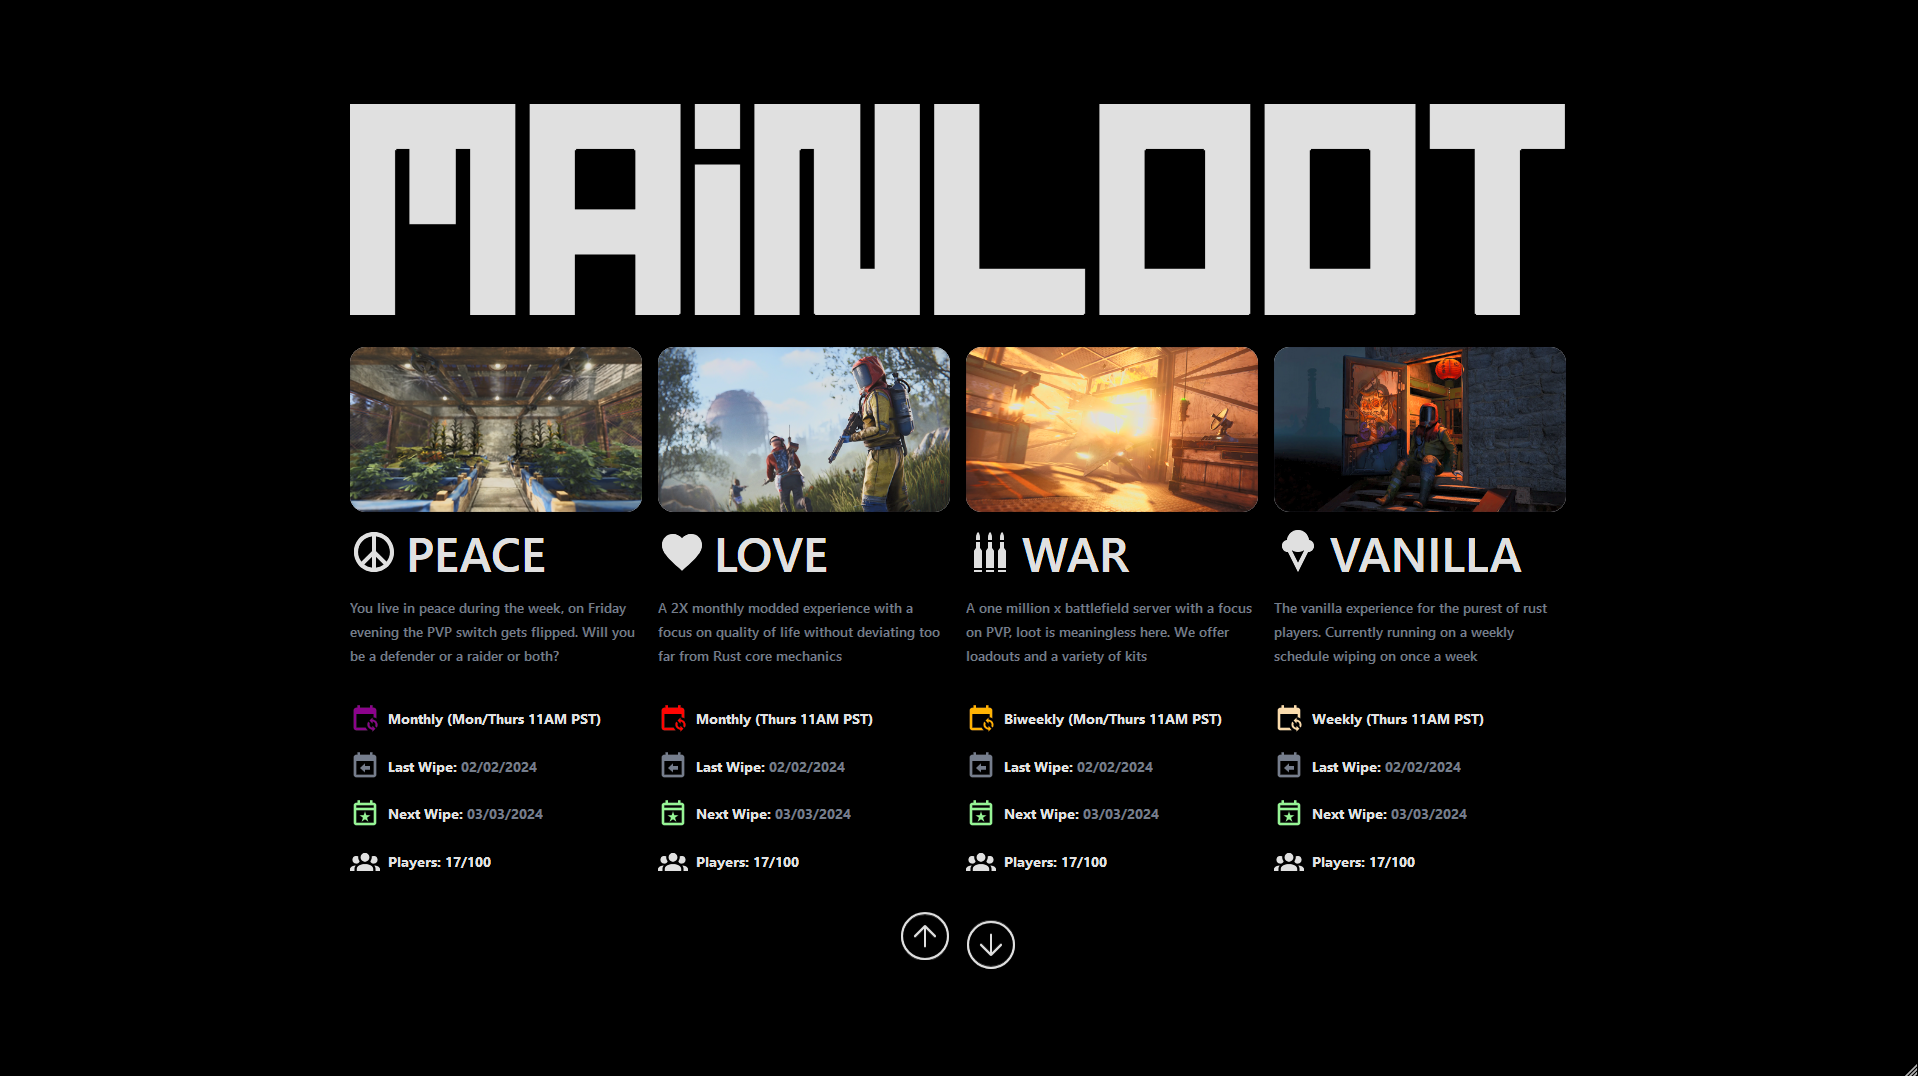 MAiNLOOT
PEACE
You live in peace during the week, on Friday
evening the PVP switch gets flipped. Will you
be a defender or a raider or both?
Monthly (Mon/Thurs 11AM PST)
Last Wipe: 02/02/2024
Next Wipe: 03/03/2024
Players: 17/100
LOVE
A 2X monthly modded experience with a
focus on quality of life without deviating too
far from Rust core mechanics
Monthly (Thurs 11AM PST)
Last Wipe: 02/02/2024
Next Wipe: 03/03/2024
Players: 17/100
WAR
A one million x battlefield server with a focus
on PVP, loot is meaningless here. We offer
loadouts and a variety of kits
Biweekly (Mon/Thurs 11AM PST)
Last Wipe: 02/02/2024
Next Wipe: 03/03/2024
Players: 17/100
VANILLA
The vanilla experience for the purest of rust
players. Currently running on a weekly
schedule wiping on once a week
Weekly (Thurs 11AM PST)
Last Wipe: 02/02/2024
Next Wipe: 03/03/2024
Players: 17/100